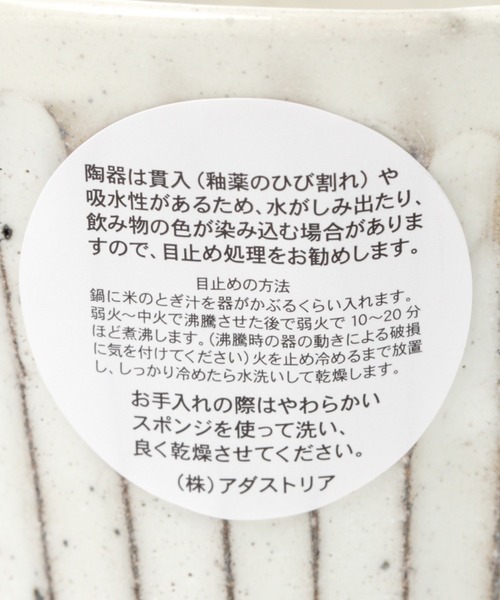 陶器は貫入（釉薬のひび割れ）や
吸水性があるため、水がしみ出たり、
飲み物の色が染み込む場合がありま
すので、目止め処理をお勧めします。
目止めの方法
鍋に米のとぎ汁を器がかぶるくらい入れます。
弱火～中火で沸騰させた後で弱火で10～20分
ほど煮沸します。（沸騰時の器の動きによる破損
に気を付けてください）火を止め冷めるまで放置
し、しっかり冷めたら水洗いして乾燥します。
お手入れの際はやわらかい
スポンジを使って洗い、
良く乾燥させてください。
（株）アダストリア